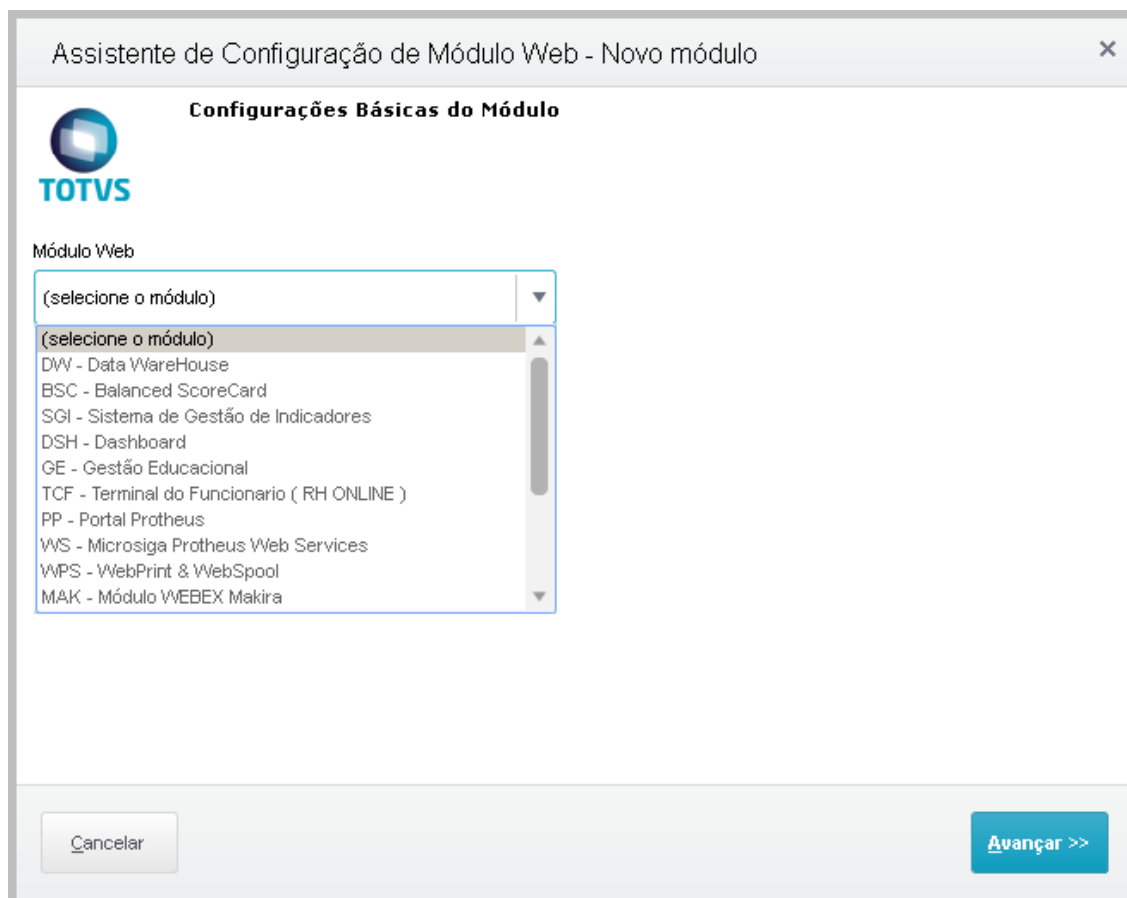 Assistente de Configuração de Módulo Web - Novo módulo
Configurações Básicas do Módulo
TOTVS
Módulo Web
(selecione o módulo)
(selecione o módulo)
DW - Data WareHouse
BSC - Balanced ScoreCard
SGI - Sistema de Gestão de Indicadores
DSH - Dashboard
GE - Gestão Educacional
TCF - Terminal do Funcionario ( RH ONLINE )
PP - Portal Protheus
WS - Microsiga Protheus Web Services
WPS - WebPrint & WebSpool
MAK - Módulo WEBEX Makira
Cancelar
Avançar >>